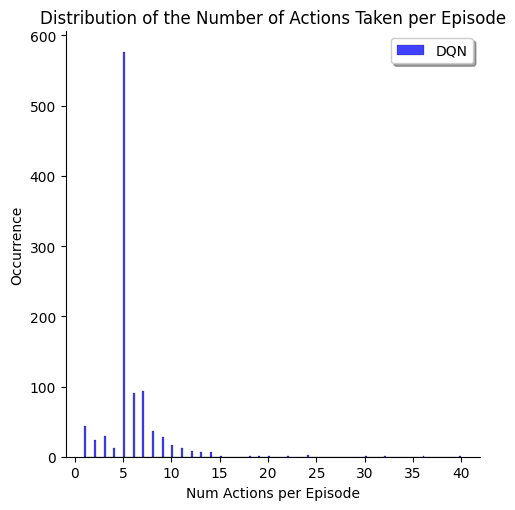 Distribution of the Number of Actions Taken per Episode
DQN
600
500
400
300
200
100
0
Occurrence
0 5 10 15 20 25 30 35 40
Num Actions per Episode